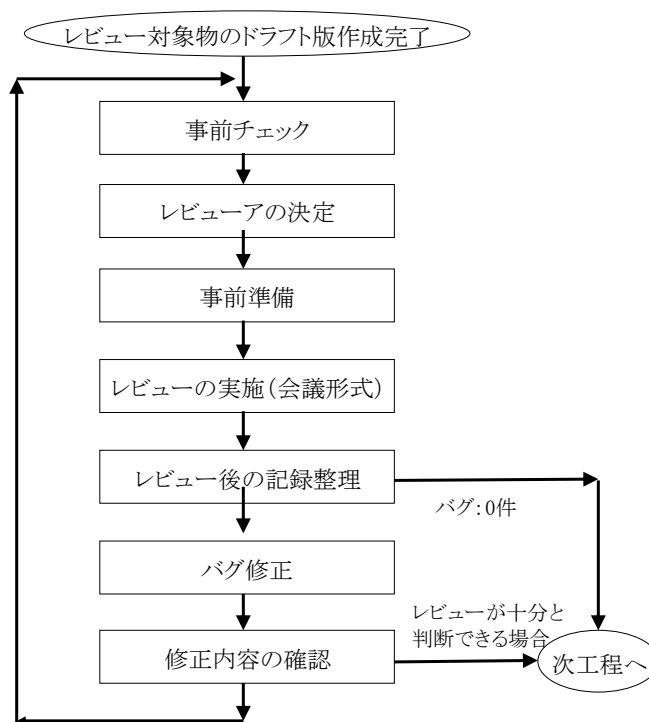 レビュー対象物のドラフト版作成完了
事前チェック
レビューアの決定
事前準備
レビューの実施(会議形式)
レビュー後の記録整理
バグ:0件
バグ修正
レビューが十分と
判断できる場合
修正内容の確認
次工程へ